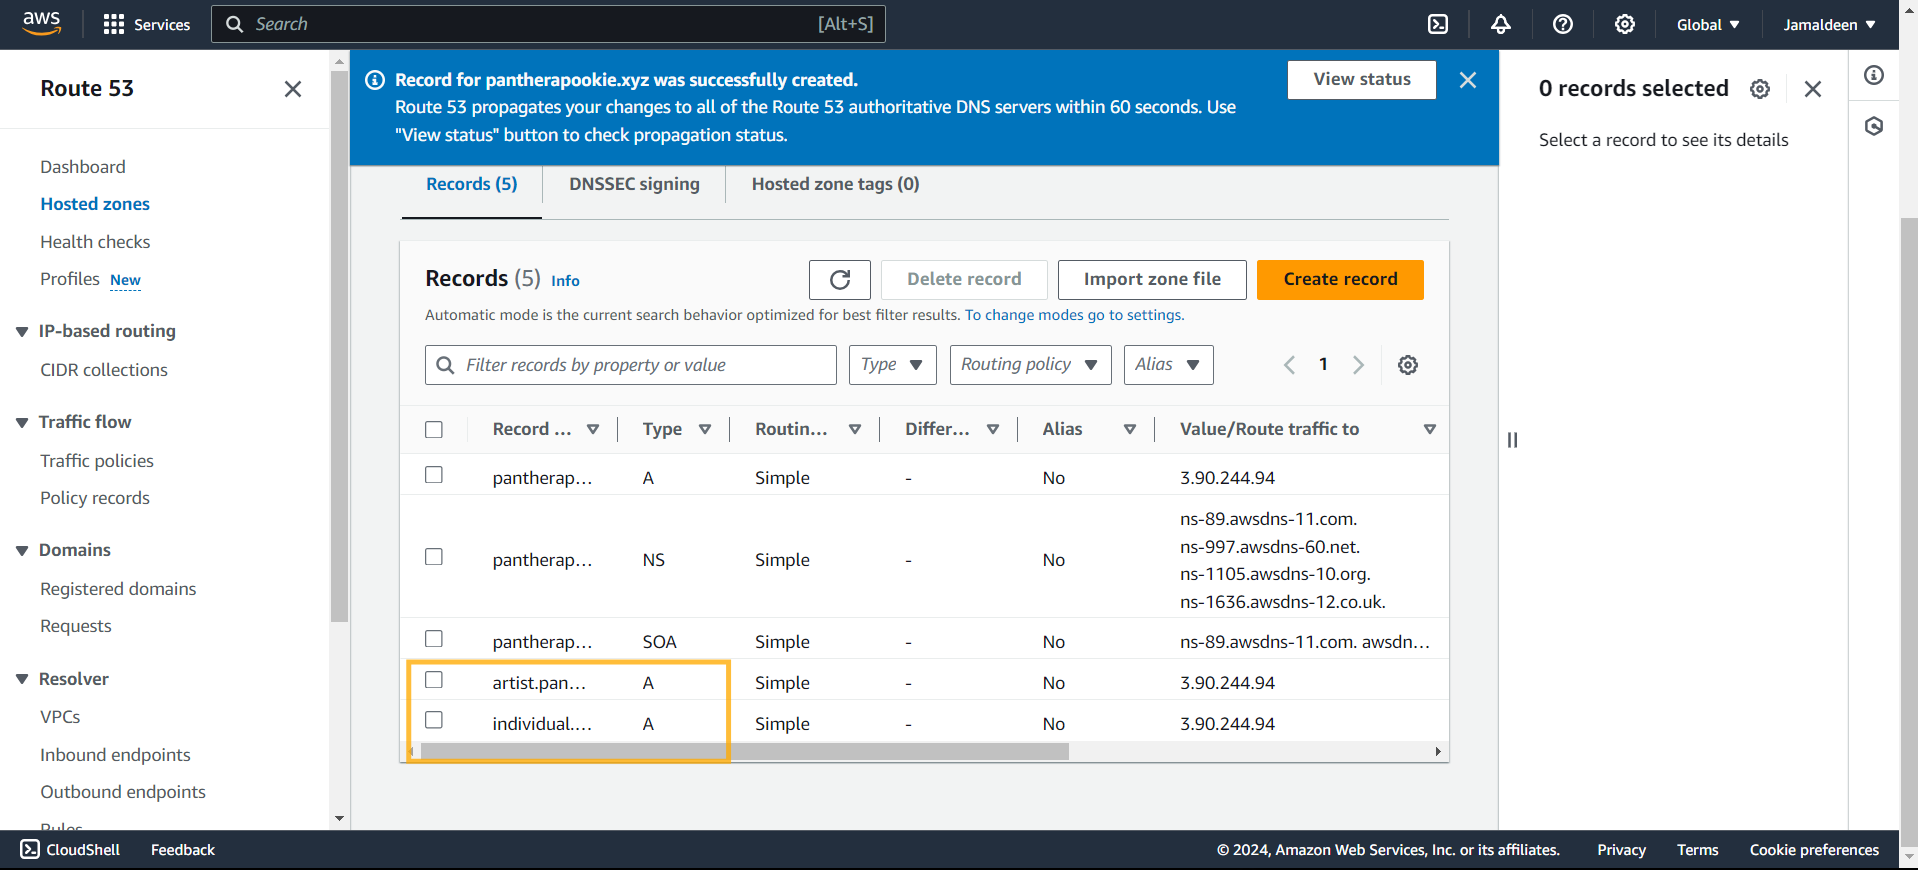 aws
Services
Search
[Alt+S]
Global
Jamaldeen
Route 53
Dashboard
Hosted zones
Health checks
Profiles New
IP-based routing
CIDR collections
Traffic flow
Traffic policies
Policy records
Domains
Registered domains
Requests
Resolver
VPCs
Inbound endpoints
Outbound endpoints
Rules
Record for pantherapookie.xyz was successfully created.
Route 53 propagates your changes to all of the Route 53 authoritative DNS servers within 60 seconds. Use
"View status" button to check propagation status.
View status
Records (5)
DNSSEC signing
Hosted zone tags (0)
Records (5) Info
Delete record
Import zone file
Create record
Automatic mode is the current search behavior optimized for best filter results. To change modes go to settings.
Filter records by property or value
Type
Routing policy
Alias
1
Record ... Type Routin... Differ... Alias Value/Route traffic to
pantherap... A Simple - No 3.90.244.94
pantherap... NS Simple - No
ns-89.awsdns-11.com.
ns-997.awsdns-60.net.
ns-1105.awsdns-10.org.
ns-1636.awsdns-12.co.uk.
pantherap... SOA Simple - No ns-89.awsdns-11.com. awsdn...
artist.pan... A Simple - No 3.90.244.94
individual.... A Simple - No 3.90.244.94
0 records selected
Select a record to see its details
CloudShell
Feedback
© 2024, Amazon Web Services, Inc. or its affiliates.
Privacy
Terms
Cookie preferences